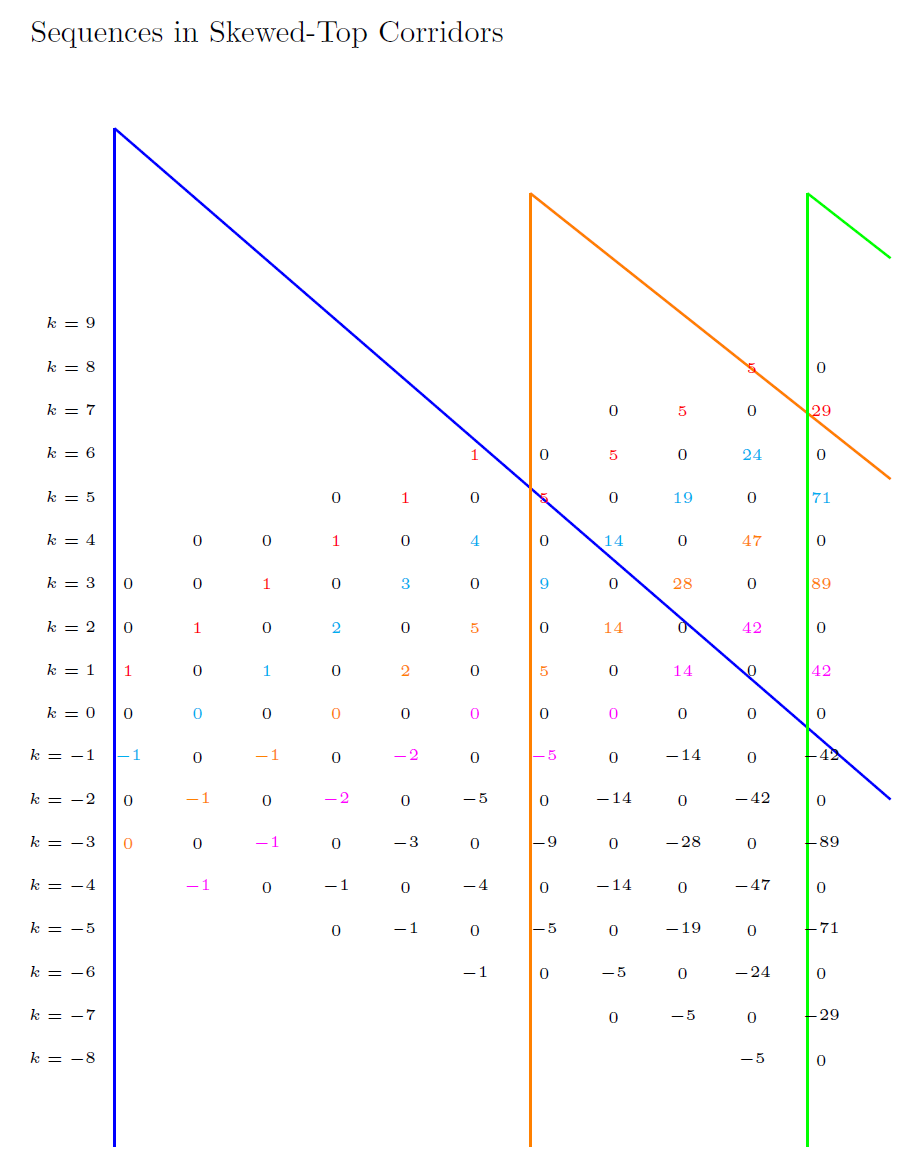 Sequences in Skewed-Top Corridors
k = 9
k = 8 5 0
k = 7 0 5 0 29
k = 6 1 0 5 0 24 0
k = 5 0 1 0 5 0 19 0 71
k = 4 0 0 1 0 4 0 14 0 47 0
k = 3 0 0 1 0 3 0 9 0 28 0 89
k = 2 0 1 0 2 0 5 0 14 0 42 0
k = 1 1 0 1 0 2 0 5 0 14 0 42
k = 0 0 0 0 0 0 0 0 0 0 0 0
k = −1 −1 0 −1 0 −2 0 −5 0 −14 0 −42
k = −2 0 −1 0 −2 0 −5 0 −14 0 −42 0
k = −3 0 0 −1 0 −3 0 −9 0 −28 0 −89
k = −4 −1 0 −1 0 −4 0 −14 0 −47 0
k = −5 0 −1 0 −5 0 −19 0 −71
k = −6 −1 0 −5 0 −24 0
k = −7 0 −5 0 −29
k = −8 −5 0